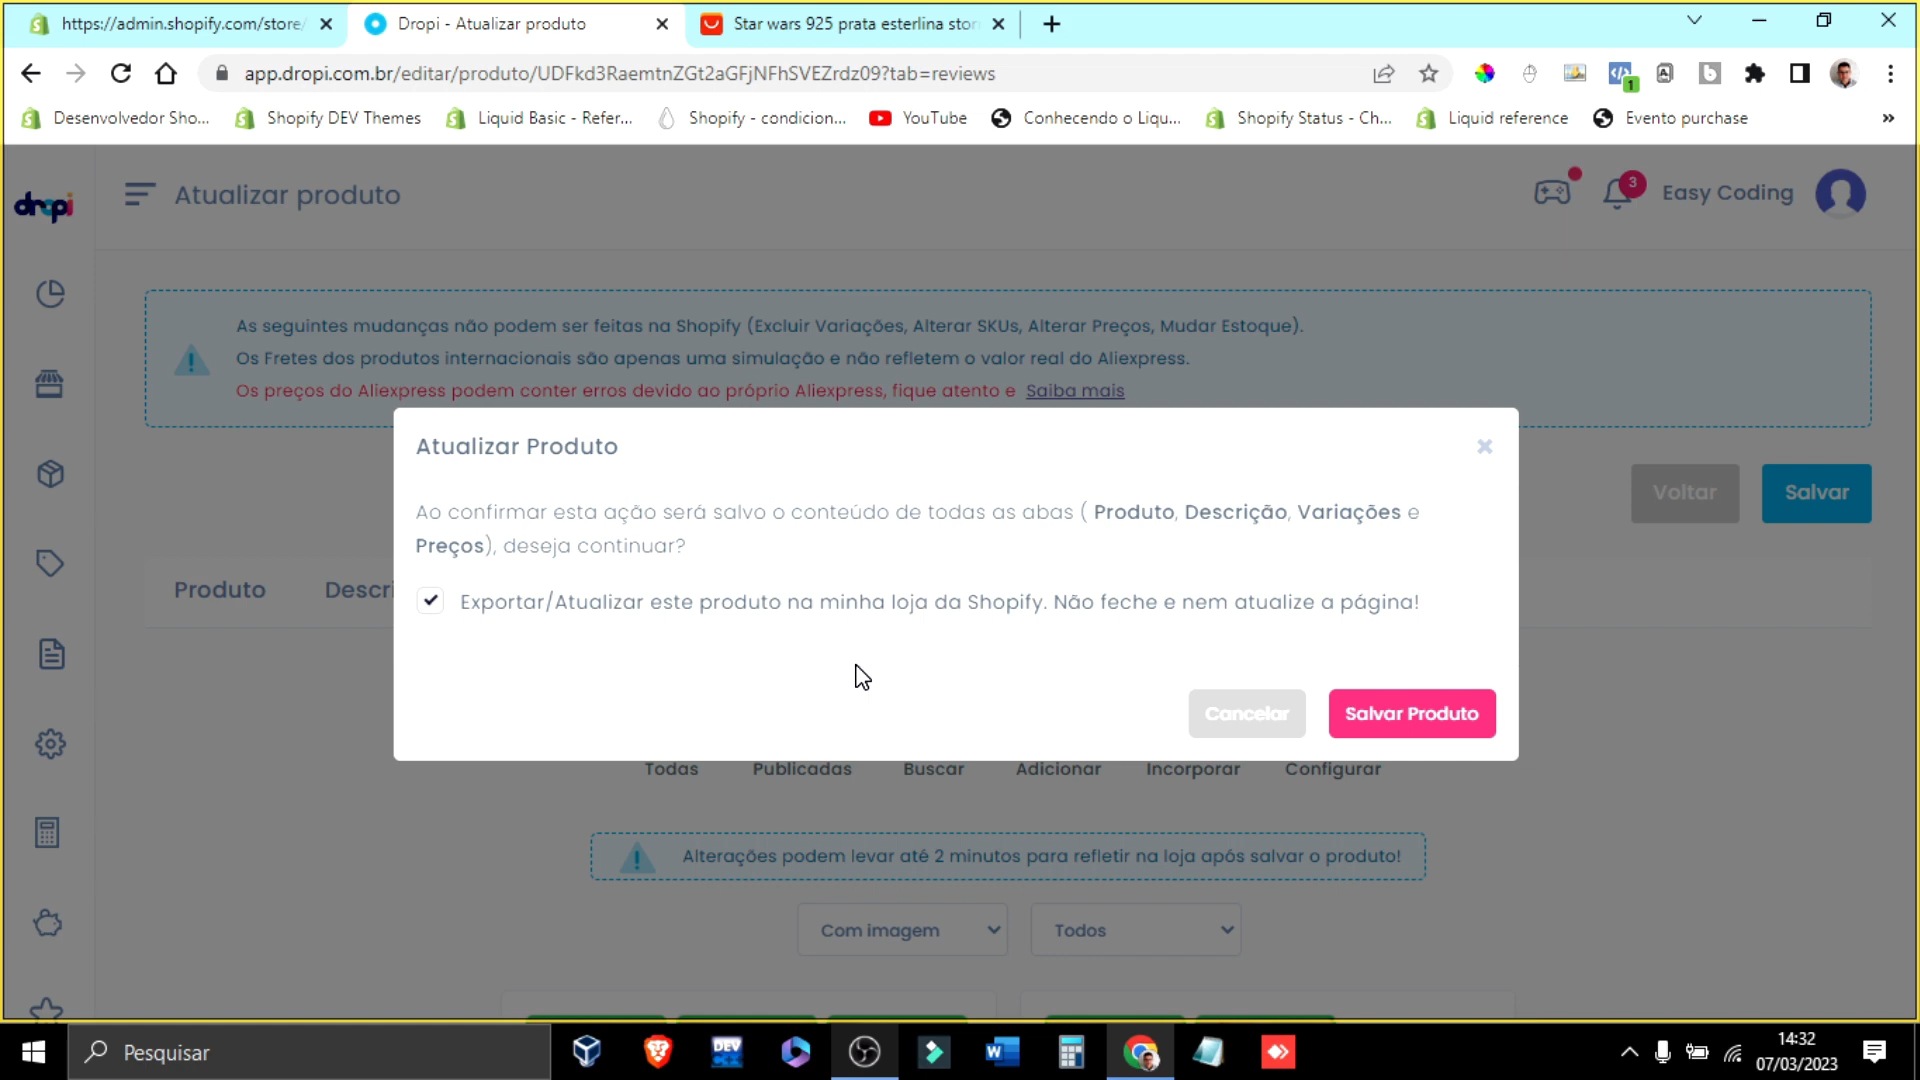 https://admin.shopify.com/store/
Dropi - Atualizar produto
Star wars 925 prata esterlina stor
app.dropi.com.br/editar/produto/UDFkd3RaemtnZGt2aGFjNFhSVEZrdz09?tab=reviews
1
Desenvolvedor Sho...
Shopify DEV Themes
Liquid Basic - Refer...
Shopify - condicion...
YouTube
Conhecendo o Liqu...
Shopify Status - Ch...
Liquid reference
Evento purchase
»
dropi
Atualizar produto
3
Easy Coding
As seguintes mudanças não podem ser feitas na Shopify (Excluir Variações, Alterar SKUs, Alterar Preços, Mudar Estoque).
Os Fretes dos produtos internacionais são apenas uma simulação e não refletem o valor real do Aliexpress.
Os preços do Aliexpress podem conter erros devido ao próprio Aliexpress, fique atento e Saiba mais
Voltar
Salvar
Atualizar Produto
Ao confirmar esta ação será salvo o conteúdo de todas as abas ( Produto, Descrição, Variações e
Preços), deseja continuar?
Exportar/Atualizar este produto na minha loja da Shopify. Não feche e nem atualize a página!
Cancelar
Salvar Produto
Produto
Descri
Todas
Publicadas
Buscar
Adicionar
Incorporar
Configurar
Alterações podem levar até 2 minutos para refletir na loja após salvar o produto!
Com imagem
Todos
Pesquisar
DEV
C++
14:32
07/03/2023